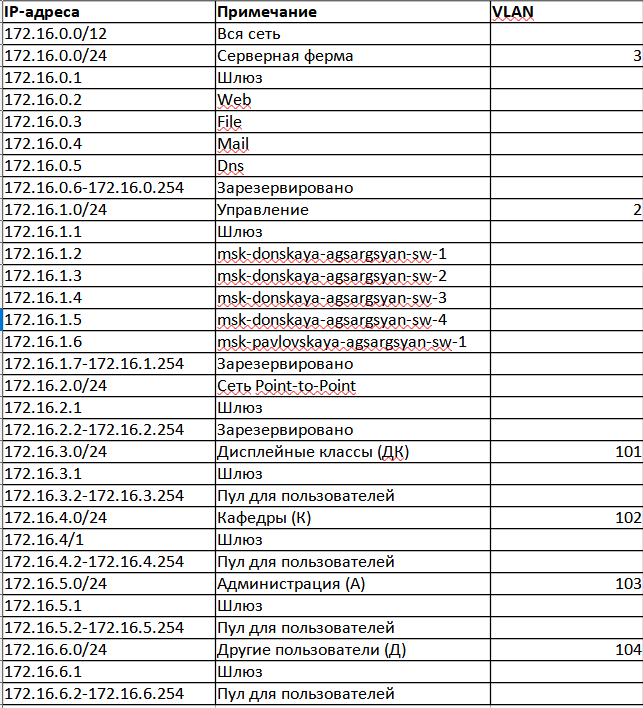 IP-адреса Примечание VLAN
172.16.0.0/12 Вся сеть
172.16.0.0/24 Серверная ферма 3
172.16.0.1 Шлюз
172.16.0.2 Web
172.16.0.3 File
172.16.0.4 Mail
172.16.0.5 Dns
172.16.0.6-172.16.0.254 Зарезервировано
172.16.1.0/24 Управление 2
172.16.1.1 Шлюз
172.16.1.2 msk-donskaya-agsargsyan-sw-1
172.16.1.3 msk-donskaya-agsargsyan-sw-2
172.16.1.4 msk-donskaya-agsargsyan-sw-3
172.16.1.5 msk-donskaya-agsargsyan-sw-4
172.16.1.6 msk-pavlovskaya-agsargsyan-sw-1
172.16.1.7-172.16.1.254 Зарезервировано
172.16.2.0/24 Сеть Point-to-Point
172.16.2.1 Шлюз
172.16.2.2-172.16.2.254 Зарезервировано
172.16.3.0/24 Дисплейные классы (ДК) 101
172.16.3.1 Шлюз
172.16.3.2-172.16.3.254 Пул для пользователей
172.16.4.0/24 Кафедры (К) 102
172.16.4/1 Шлюз
172.16.4.2-172.16.4.254 Пул для пользователей
172.16.5.0/24 Администрация (А) 103
172.16.5.1 Шлюз
172.16.5.2-172.16.5.254 Пул для пользователей
172.16.6.0/24 Другие пользователи (Д) 104
172.16.6.1 Шлюз
172.16.6.2-172.16.6.254 Пул для пользователей